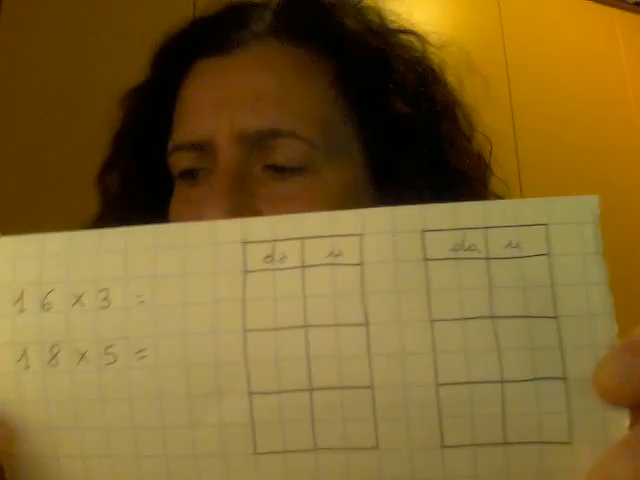 da u da u
16 x 3 =
18 x 5 =